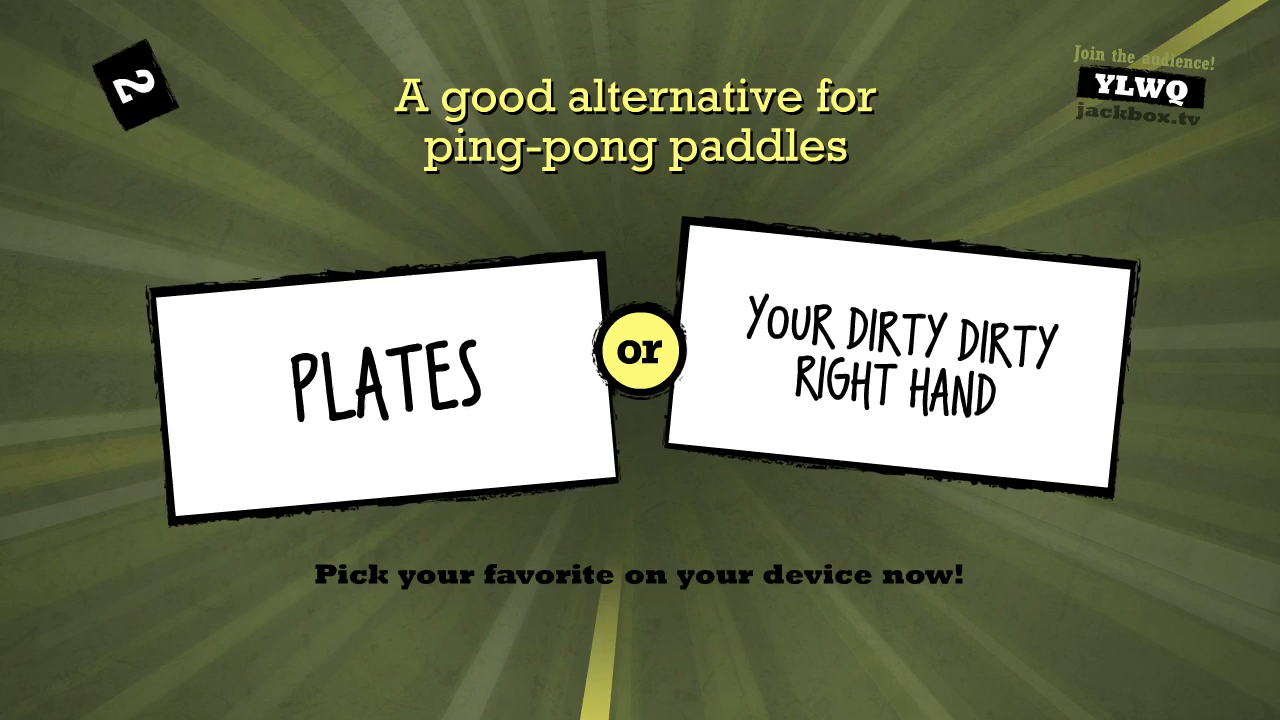 2
A good alternative for
ping-pong paddles
Join the audience!
YLWQ
jackbox.tv
PLATES
or
YOUR DIRTY DIRTY
RIGHT HAND
Pick your favorite on your device now!